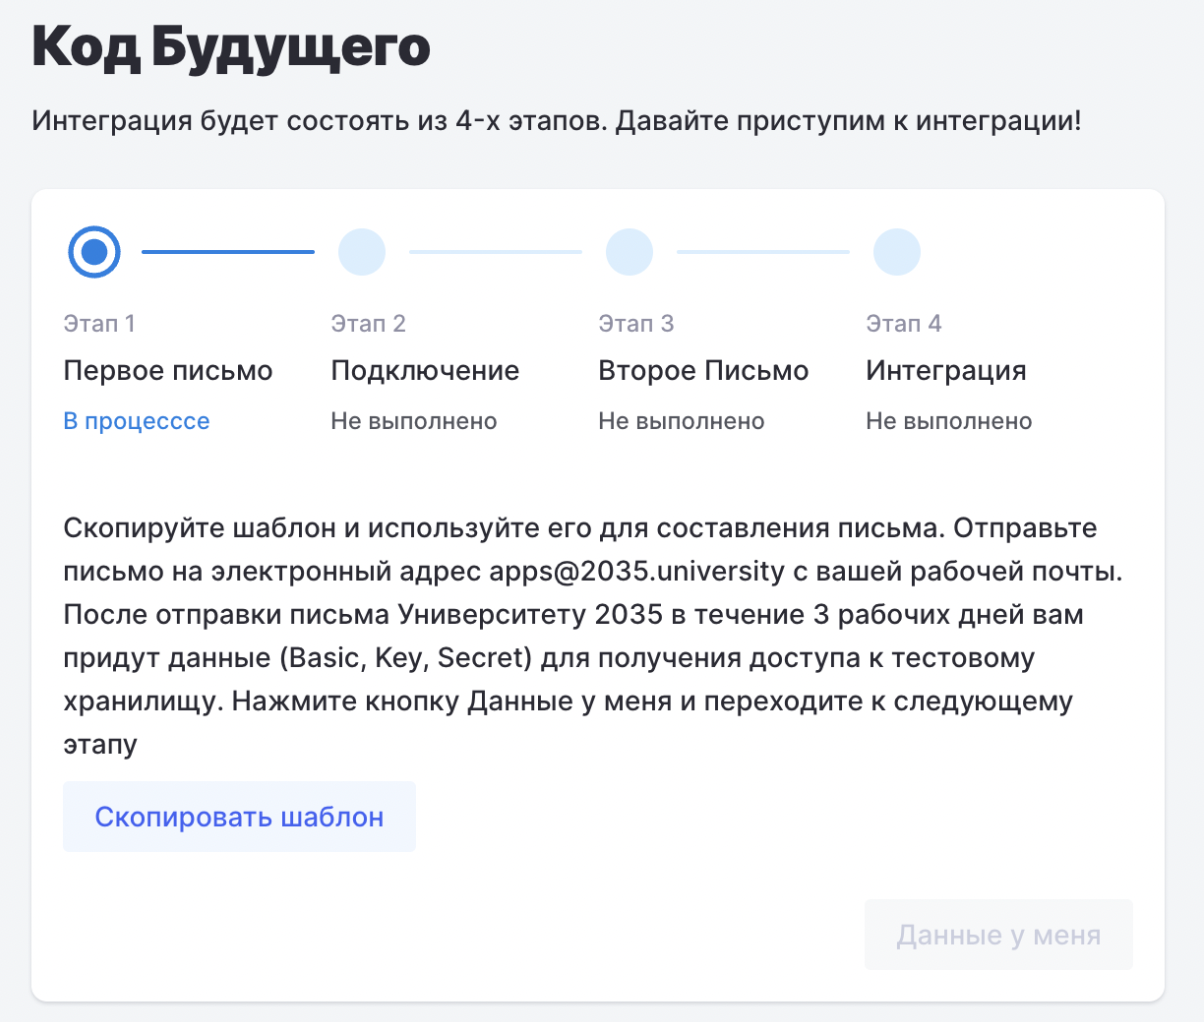 Код Будущего
Интеграция будет состоять из 4-х этапов. Давайте приступим к интеграции!
Этап 1
Первое письмо
В процесссе
Этап 2
Подключение
Не выполнено
Этап 3
Второе Письмо
Не выполнено
Этап 4
Интеграция
Не выполнено
Скопируйте шаблон и используйте его для составления письма. Отправьте
письмо на электронный адрес apps@2035.university с вашей рабочей почты.
После отправки письма Университету 2035 в течение 3 рабочих дней вам
придут данные (Basic, Key, Secret) для получения доступа к тестовому
хранилищу. Нажмите кнопку Данные у меня и переходите к следующему
этапу
Скопировать шаблон
Данные у меня